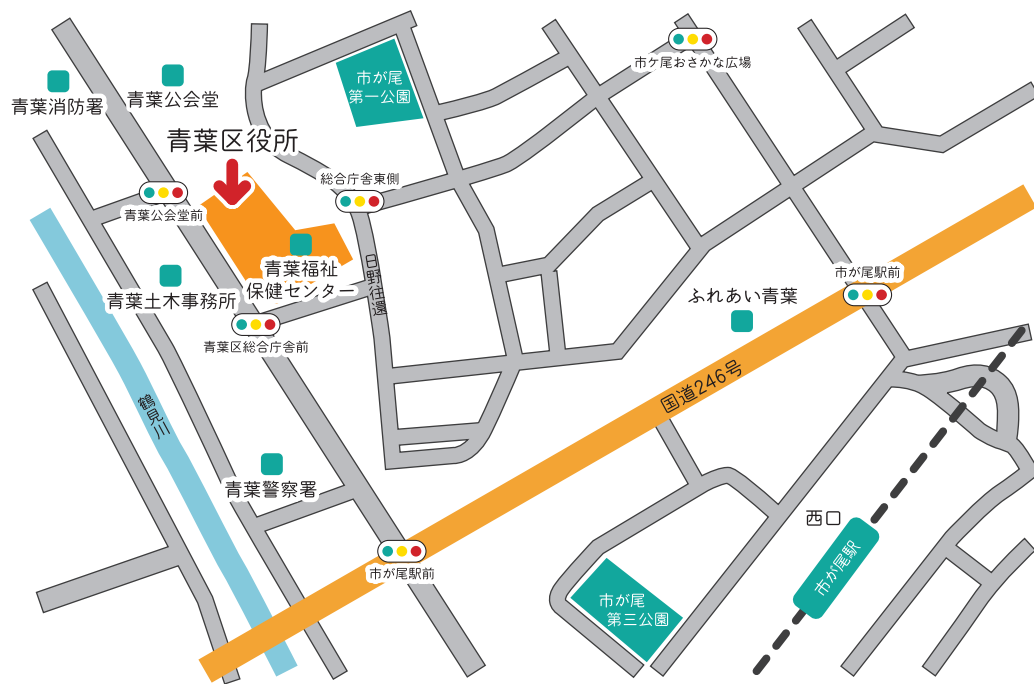 市ケ尾おさかな広場
市が尾
第一公園
青葉消防署
青葉公会堂
青葉区役所
総合庁舎東側
青葉公会堂前
青葉福祉
保健センター
日野往還
市が尾駅前
青葉土木事務所
ふれあい青葉
青葉区総合庁舎前
国道246号
鶴見川
青葉警察署
西口
市が尾駅
市が尾駅前
市が尾
第三公園